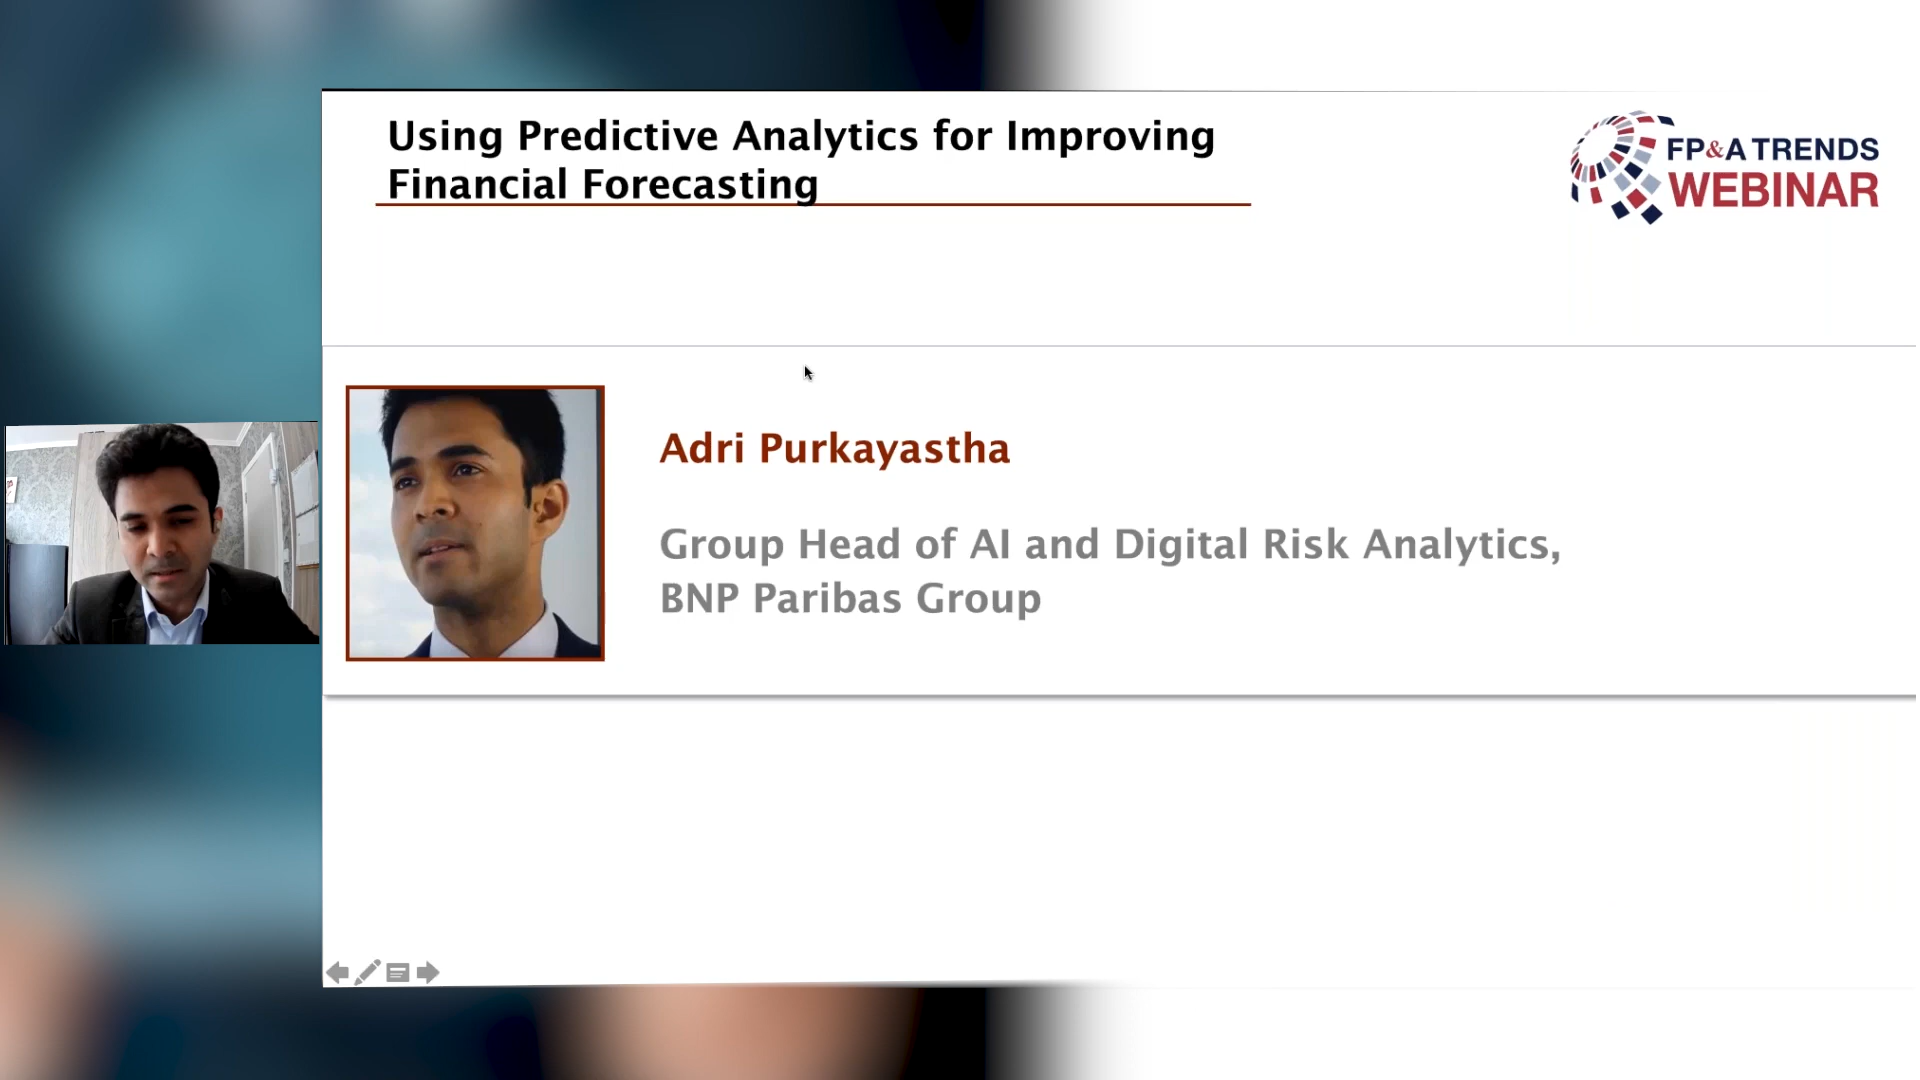 Using Predictive Analytics for Improving
Financial Forecasting
FP&A TRENDS
WEBINAR
Adri Purkayastha
Group Head of AI and Digital Risk Analytics,
BNP Paribas Group